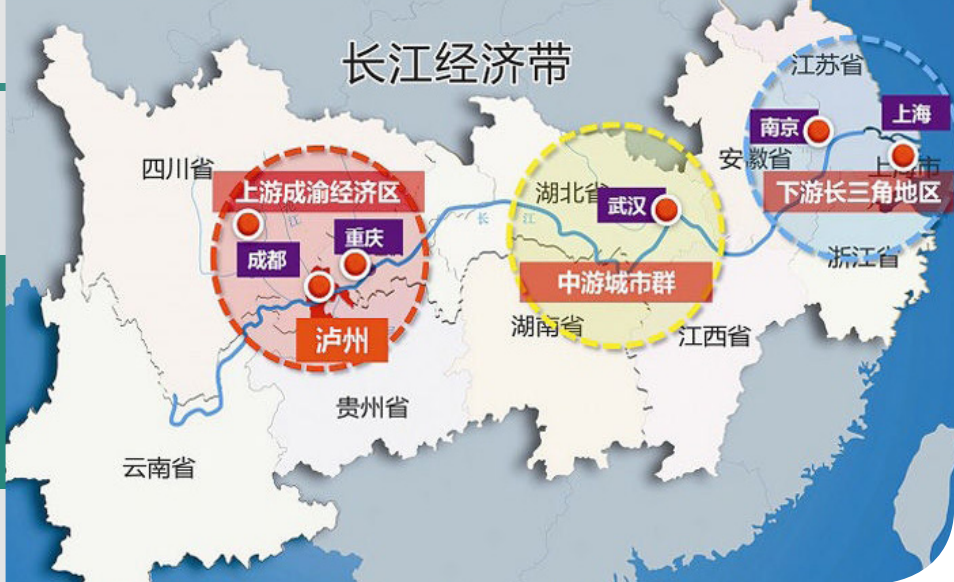 长江经济带
江苏省
上海
南京
安徽省
上海市
四川省
上游成渝经济区
下游长三角地区
湖北省
武汉
长 江
重庆
成都
江
浙江省
中游城市群
泸州
湖南省
江西省
贵州省
云南省